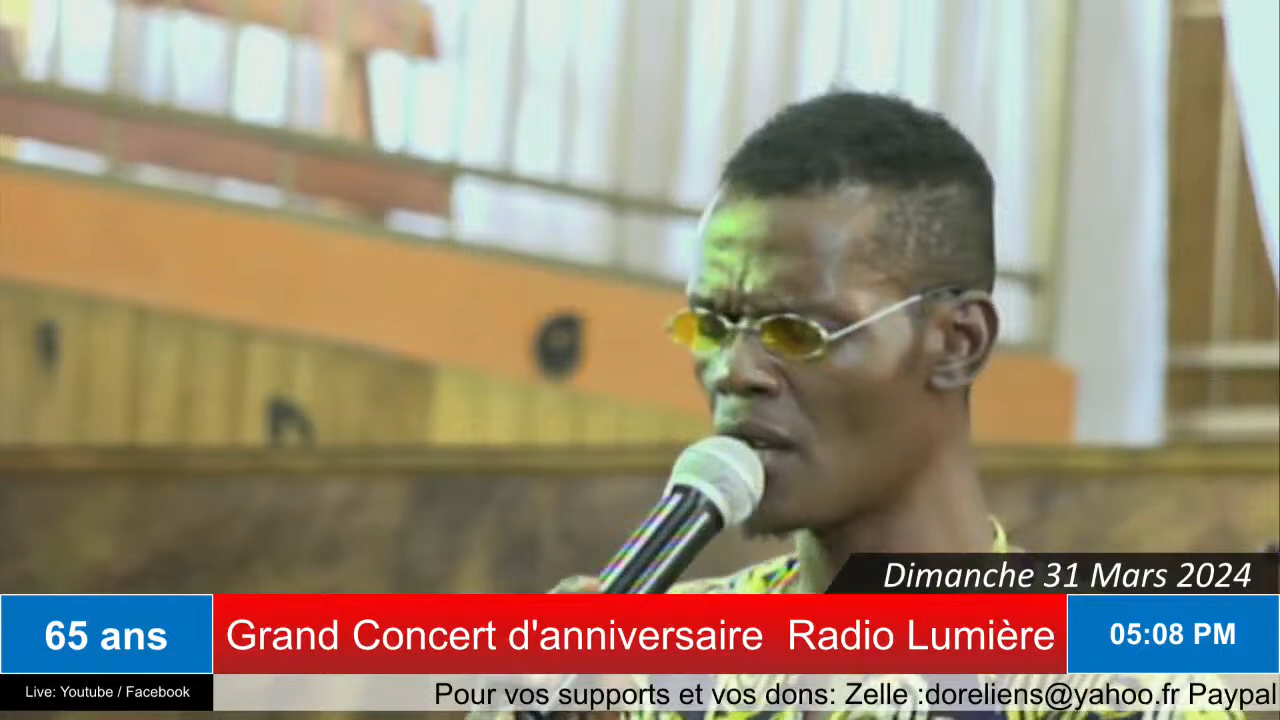 Dimanche 31 Mars 2024
65 ans
Grand Concert d'anniversaire Radio Lumière
05:08 PM
Live: Youtube / Facebook
Pour vos supports et vos dons: Zelle :doreliens@yahoo.fr Paypal